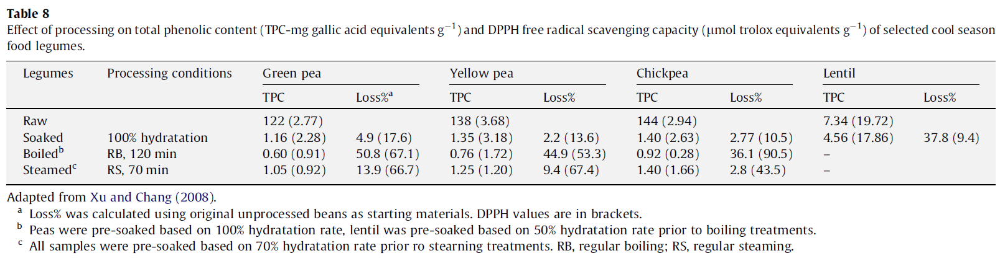 Table 8
Effect of processing on total phenolic content (TPC-mg gallic acid equivalents g⁻¹) and DPPH free radical scavenging capacity (μmol trolox equivalents g⁻¹) of selected cool season
food legumes.
Legumes Processing conditions Green pea Yellow pea Chickpea Lentil
TPC Loss%ᵃ TPC Loss% TPC Loss% TPC Loss%
Raw 122 (2.77) 138 (3.68) 144 (2.94) 7.34 (19.72)
Soaked 100% hydratation 1.16 (2.28) 4.9 (17.6) 1.35 (3.18) 2.2 (13.6) 1.40 (2.63) 2.77 (10.5) 4.56 (17.86) 37.8 (9.4)
Boiledᵇ RB, 120 min 0.60 (0.91) 50.8 (67.1) 0.76 (1.72) 44.9 (53.3) 0.92 (0.28) 36.1 (90.5) –
Steamedᶜ RS, 70 min 1.05 (0.92) 13.9 (66.7) 1.25 (1.20) 9.4 (67.4) 1.40 (1.66) 2.8 (43.5) –
Adapted from Xu and Chang (2008).
ᵃ Loss% was calculated using original unprocessed beans as starting materials. DPPH values are in brackets.
ᵇ Peas were pre-soaked based on 100% hydratation rate, lentil was pre-soaked based on 50% hydratation rate prior to boiling treatments.
ᶜ All samples were pre-soaked based on 70% hydratation rate prior ro stearning treatments. RB, regular boiling; RS, regular steaming.